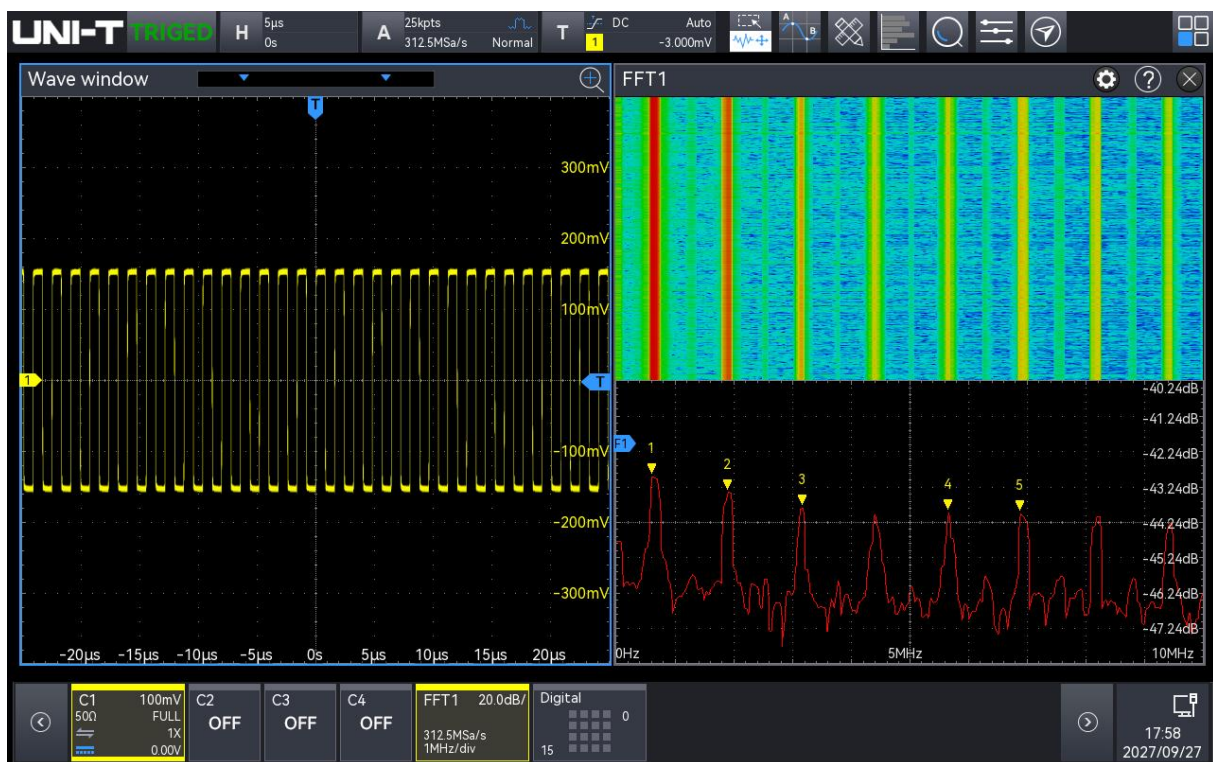 UNI-T TRIGED H 5µs 0s A 25kpts 312.5MSa/s Normal T DC 1 Auto -3.000mV A B
Wave window
T
300mV
200mV
100mV
1
T
-100mV
-200mV
-300mV
-20µs -15µs -10µs -5µs 0s 5µs 10µs 15µs 20µs
FFT1 ?
-40.24dB
-41.24dB
F1
-42.24dB
1 2 3 4 5
-43.24dB
-44.24dB
-45.24dB
-46.24dB
-47.24dB
0Hz 5MHz 10MHz
C1 100mV
50Ω FULL
1X
0.00V
C2
OFF
C3
OFF
C4
OFF
FFT1 20.0dB/
312.5MSa/s
1MHz/div
Digital
0
15
17:58
2027/09/27